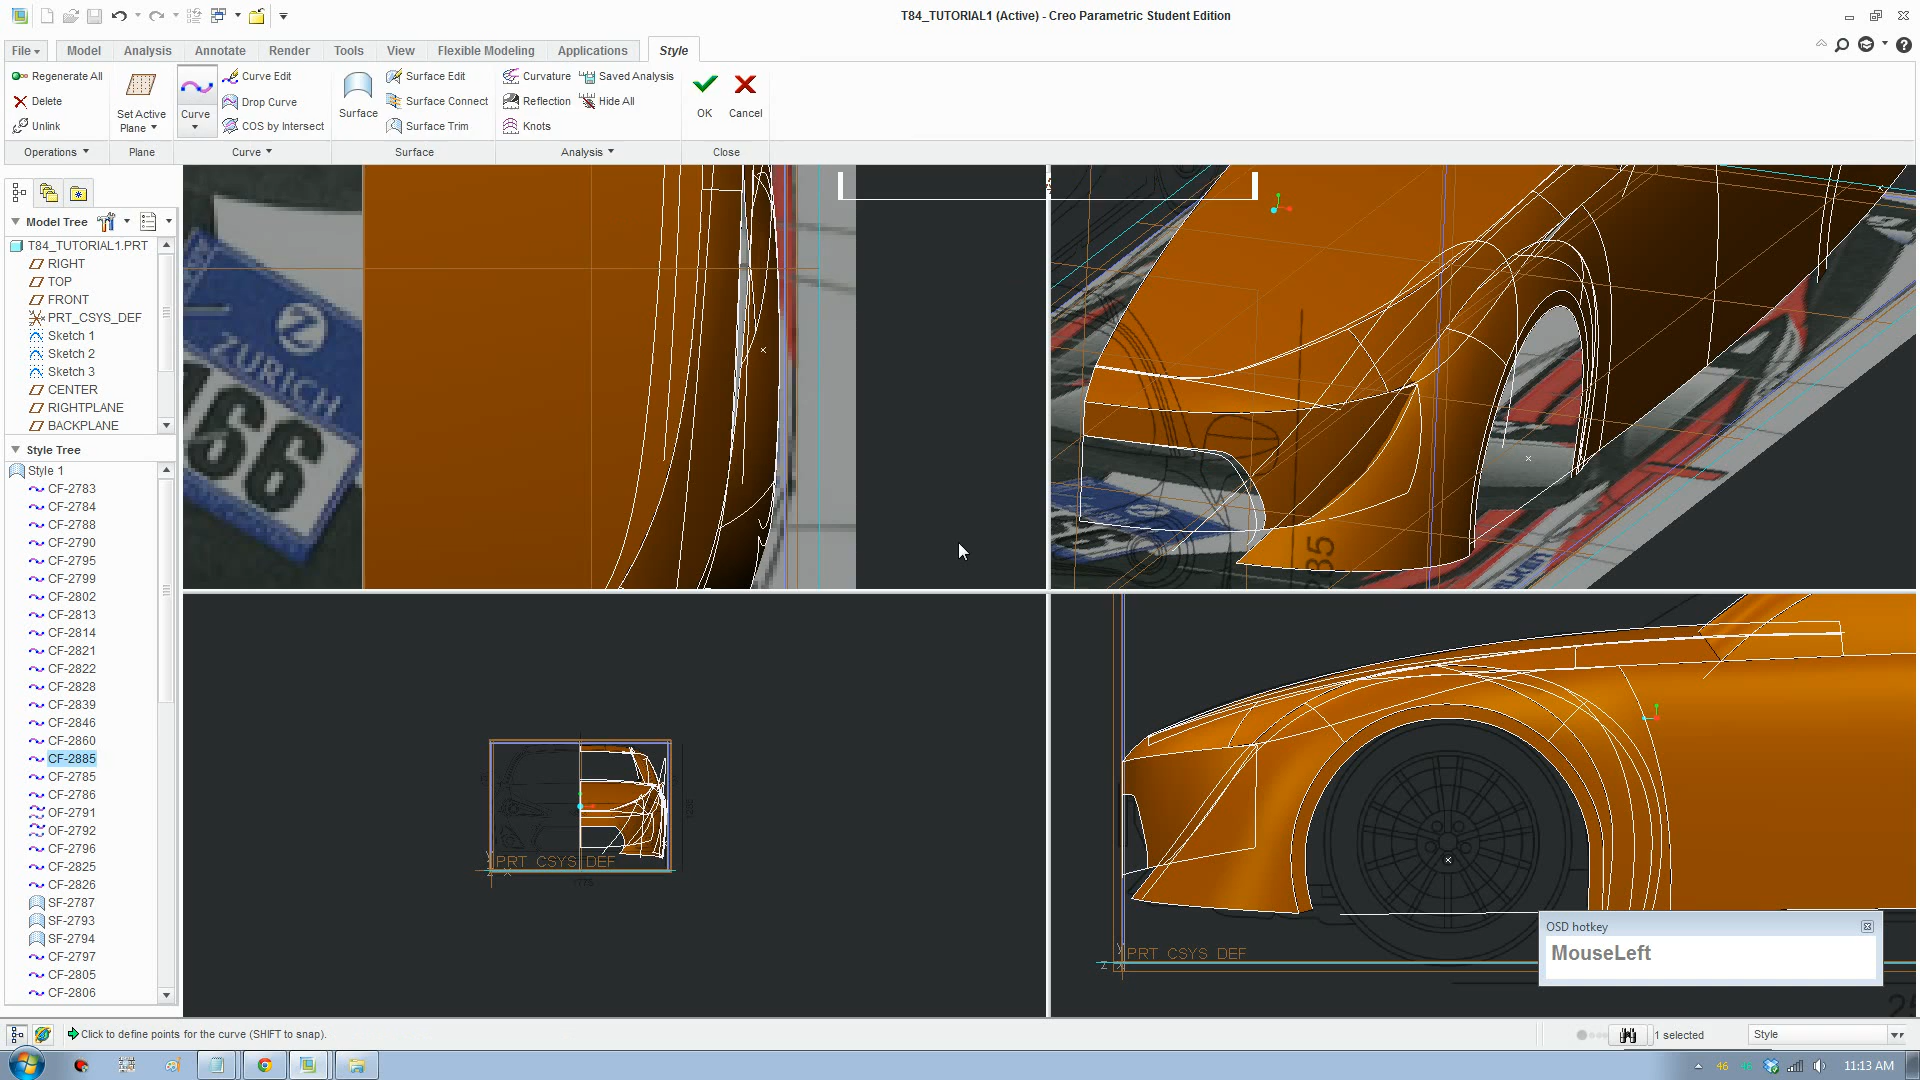 T84_TUTORIAL1 (Active) - Creo Parametric Student Edition
File
Model
Analysis
Annotate
Render
Tools
View
Flexible Modeling
Applications
Style
Regenerate All
Delete
Unlink
Set Active
Plane
Curve
Curve Edit
Drop Curve
COS by Intersect
Surface
Surface Edit
Surface Connect
Surface Trim
Curvature
Reflection
Knots
Saved Analysis
Hide All
OK
Cancel
Operations
Plane
Curve
Surface
Analysis
Close
Model Tree
T84_TUTORIAL1.PRT
RIGHT
TOP
FRONT
PRT_CSYS_DEF
Sketch 1
Sketch 2
Sketch 3
CENTER
RIGHTPLANE
BACKPLANE
Style Tree
Style 1
CF-2783
CF-2784
CF-2788
CF-2790
CF-2795
CF-2799
CF-2802
CF-2813
CF-2814
CF-2821
CF-2822
CF-2828
CF-2839
CF-2846
CF-2860
CF-2885
CF-2785
CF-2786
OF-2791
OF-2792
CF-2796
CF-2825
CF-2826
SF-2787
SF-2793
SF-2794
CF-2797
CF-2805
CF-2806
ZURICH
166
PRT_CSYS_DEF
1775
PRT_CSYS_DEF
OSD hotkey
MouseLeft
Click to define points for the curve (SHIFT to snap).
1 selected
Style
46
11:13 AM